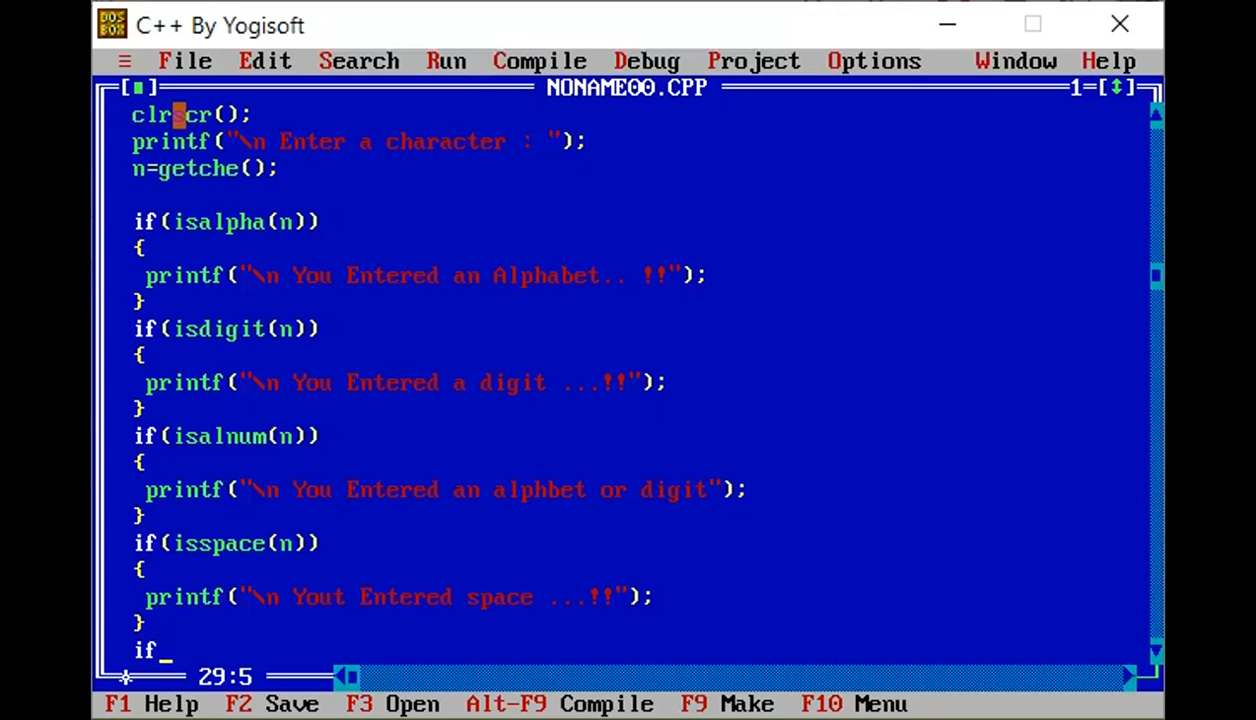 DOS BOX C++ By Yogisoft
≡ File Edit Search Run Compile Debug Project Options Window Help
[■] NONAME00.CPP 1=[↕]
clrscr();
printf("\n Enter a character : ");
n=getche();
if(isalpha(n))
{
printf("\n You Entered an Alphabet.. !!");
}
if(isdigit(n))
{
printf("\n You Entered a digit ...!!");
}
if(isalnum(n))
{
printf("\n You Entered an alphbet or digit");
}
if(isspace(n))
{
printf("\n Yout Entered space ...!!");
}
if_
29:5
F1 Help F2 Save F3 Open Alt-F9 Compile F9 Make F10 Menu